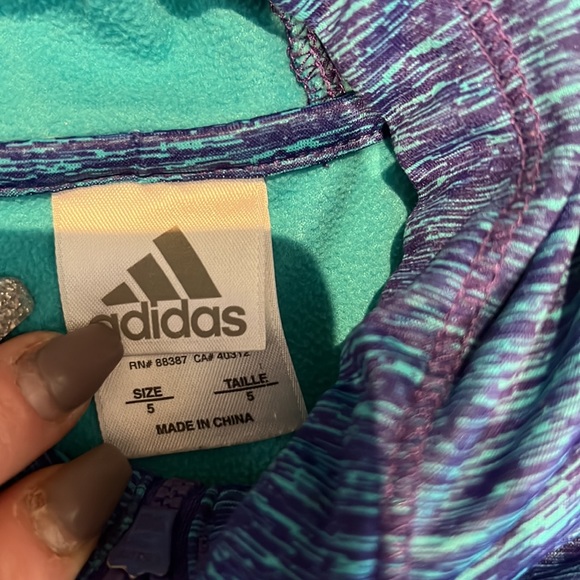 adidas
RN# 88387 CA# 40312
SIZE TAILLE
5 5
MADE IN CHINA